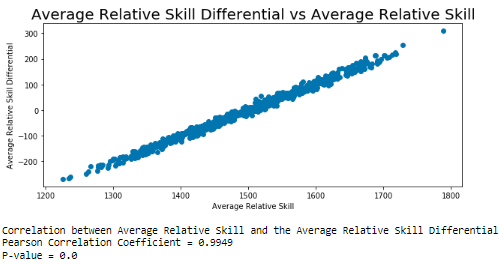 Average Relative Skill Differential vs Average Relative Skill
300
200
100
0
−100
−200
Average Relative Skill Differential
1200 1300 1400 1500 1600 1700 1800
Average Relative Skill
Correlation between Average Relative Skill and the Average Relative Skill Differential
Pearson Correlation Coefficient = 0.9949
P-value = 0.0